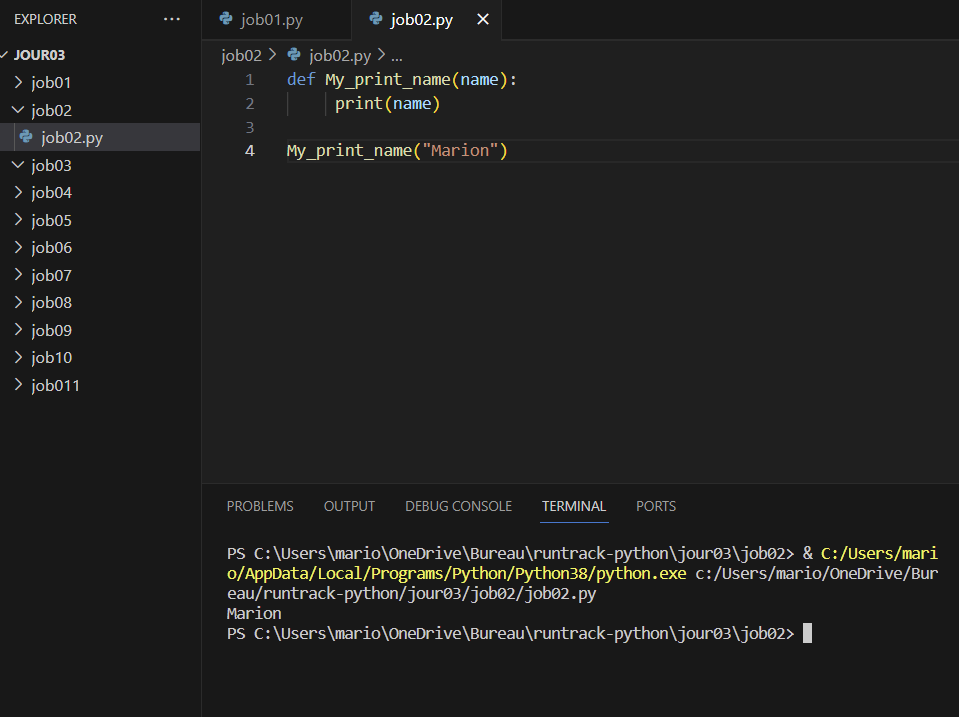 EXPLORER ...
JOUR03
job01
job02
job02.py
job03
job04
job05
job06
job07
job08
job09
job10
job011
job01.py job02.py
job02 > job02.py > ...
1 def My_print_name(name):
2 print(name)
3
4 My_print_name("Marion")
PROBLEMS OUTPUT DEBUG CONSOLE TERMINAL PORTS
PS C:\Users\mario\OneDrive\Bureau\runtrack-python\jour03\job02> & C:/Users/mari
o/AppData/Local/Programs/Python/Python38/python.exe c:/Users/mario/OneDrive/Bur
eau/runtrack-python/jour03/job02/job02.py
Marion
PS C:\Users\mario\OneDrive\Bureau\runtrack-python\jour03\job02>